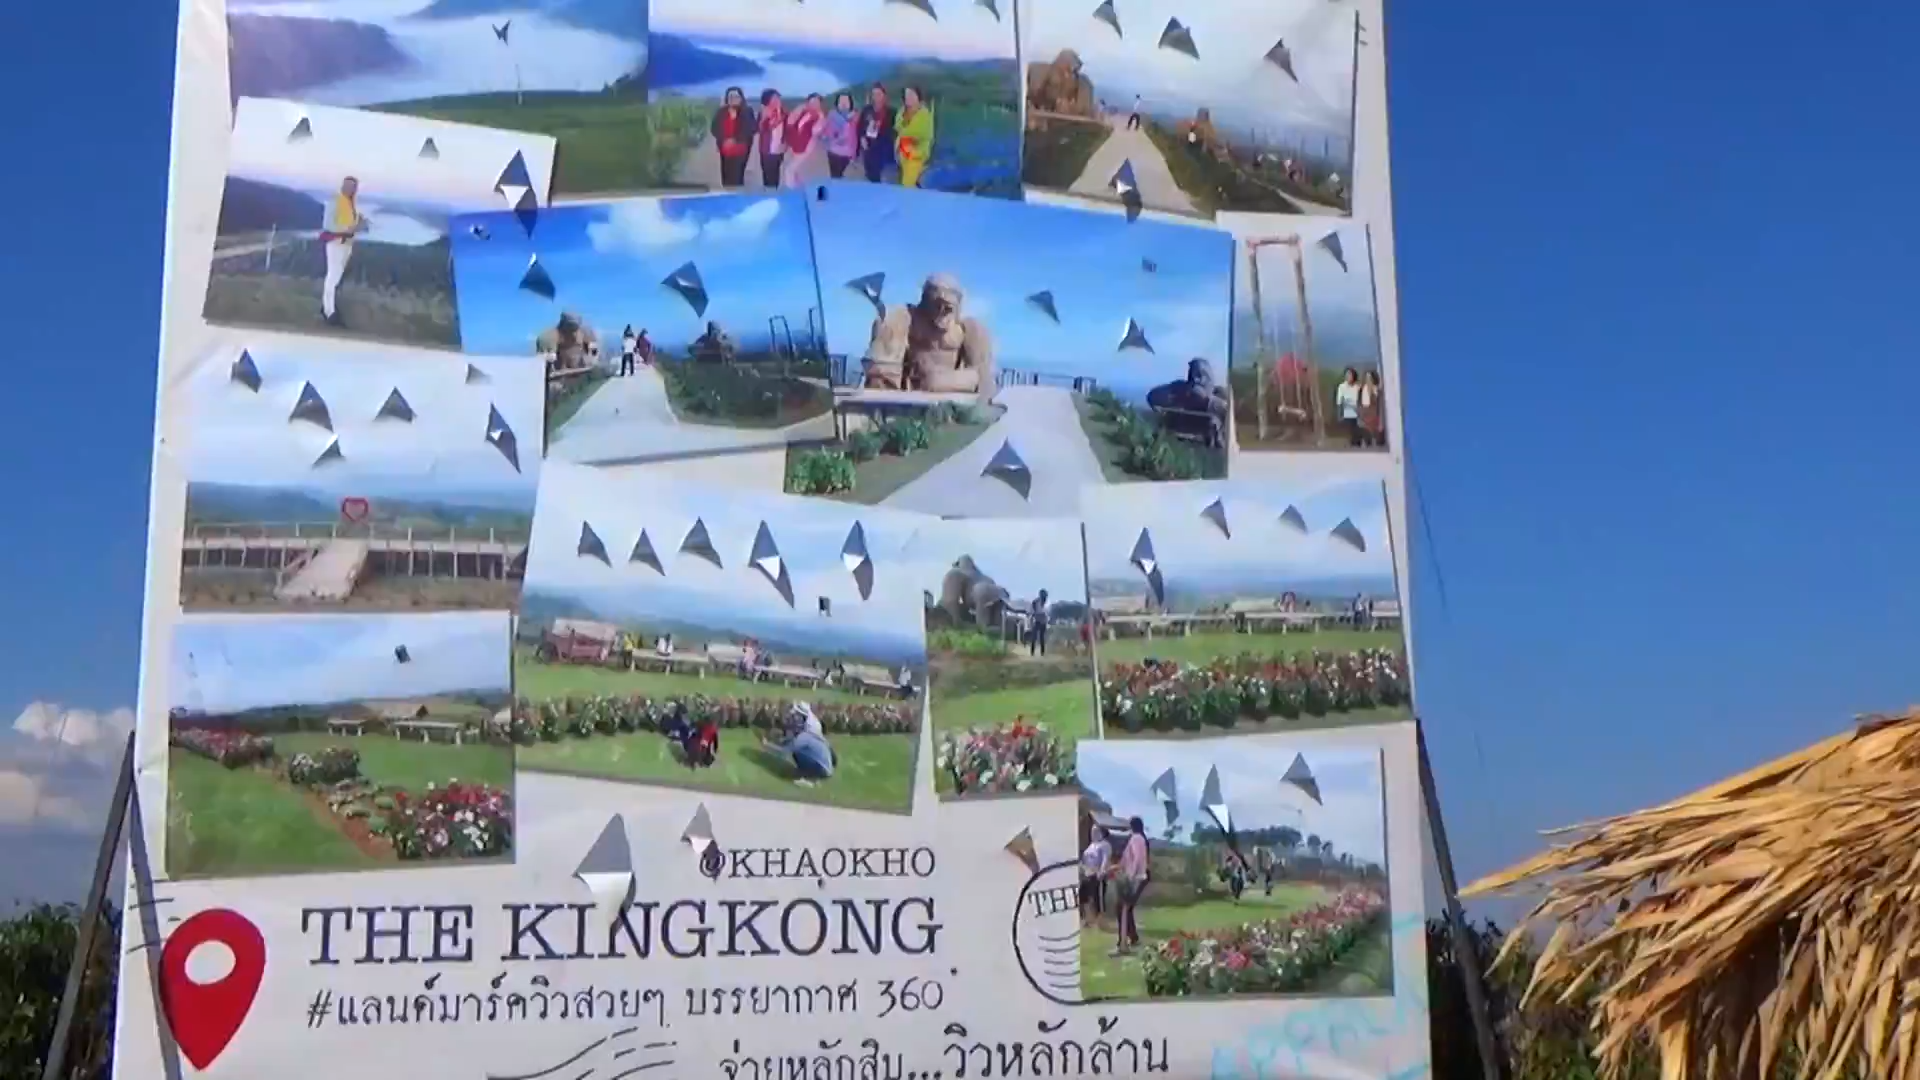 @KHAOKHO
THE KINGKONG
THE
#แลนด์มาร์ควิวสวยๆ บรรยากาศ 360°
จ่ายหลักสิบ...วิวหลักล้าน